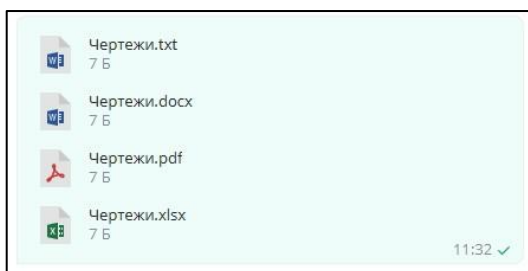 Чертежи.txt
7 Б
Чертежи.docx
7 Б
Чертежи.pdf
7 Б
Чертежи.xlsx
7 Б
11:32